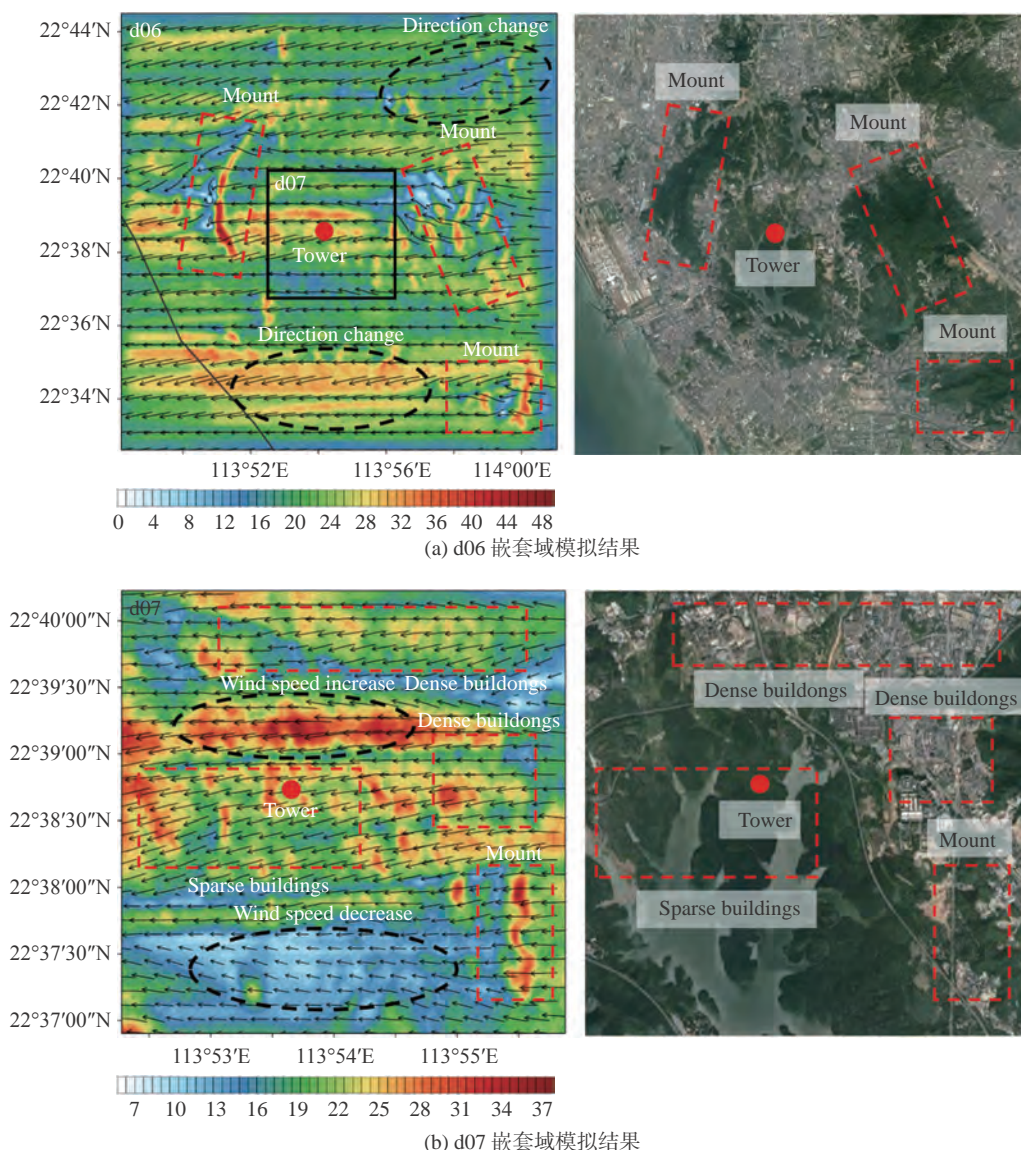 22°44′N
22°42′N
22°40′N
22°38′N
22°36′N
22°34′N
d06
Direction change
Mount
Mount
d07
Tower
Direction change
Mount
113°52′E 113°56′E 114°00′E
0 4 8 12 16 20 24 28 32 36 40 44 48
Mount
Mount
Tower
Mount
(a) d06 嵌套域模拟结果
22°40′00″N
22°39′30″N
22°39′00″N
22°38′30″N
22°38′00″N
22°37′30″N
22°37′00″N
d07
Wind speed increase Dense buildongs
Dense buildongs
Tower
Mount
Sparse buildings
Wind speed decrease
113°53′E 113°54′E 113°55′E
7 10 13 16 19 22 25 28 31 34 37
Dense buildongs
Dense buildongs
Tower
Mount
Sparse buildings
(b) d07 嵌套域模拟结果